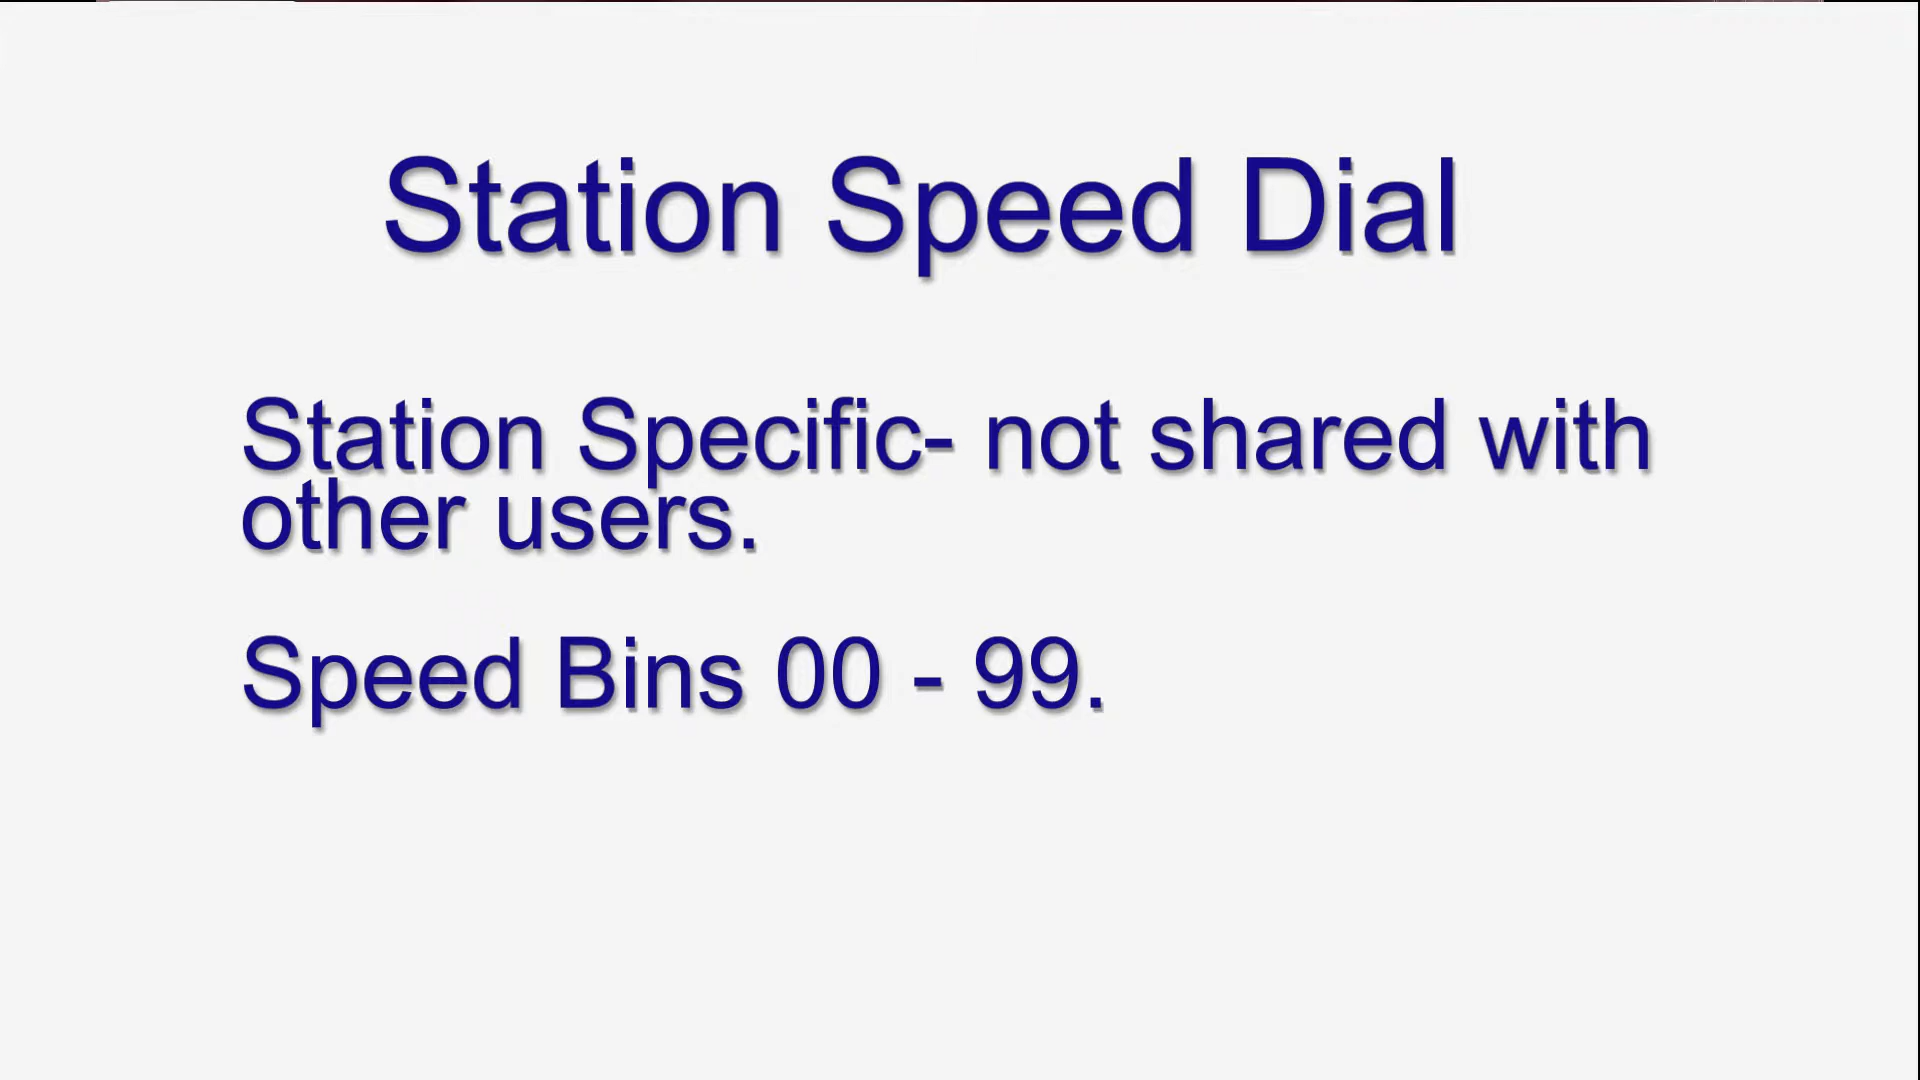 Station Speed Dial
Station Specific- not shared with
other users.
Speed Bins 00 - 99.